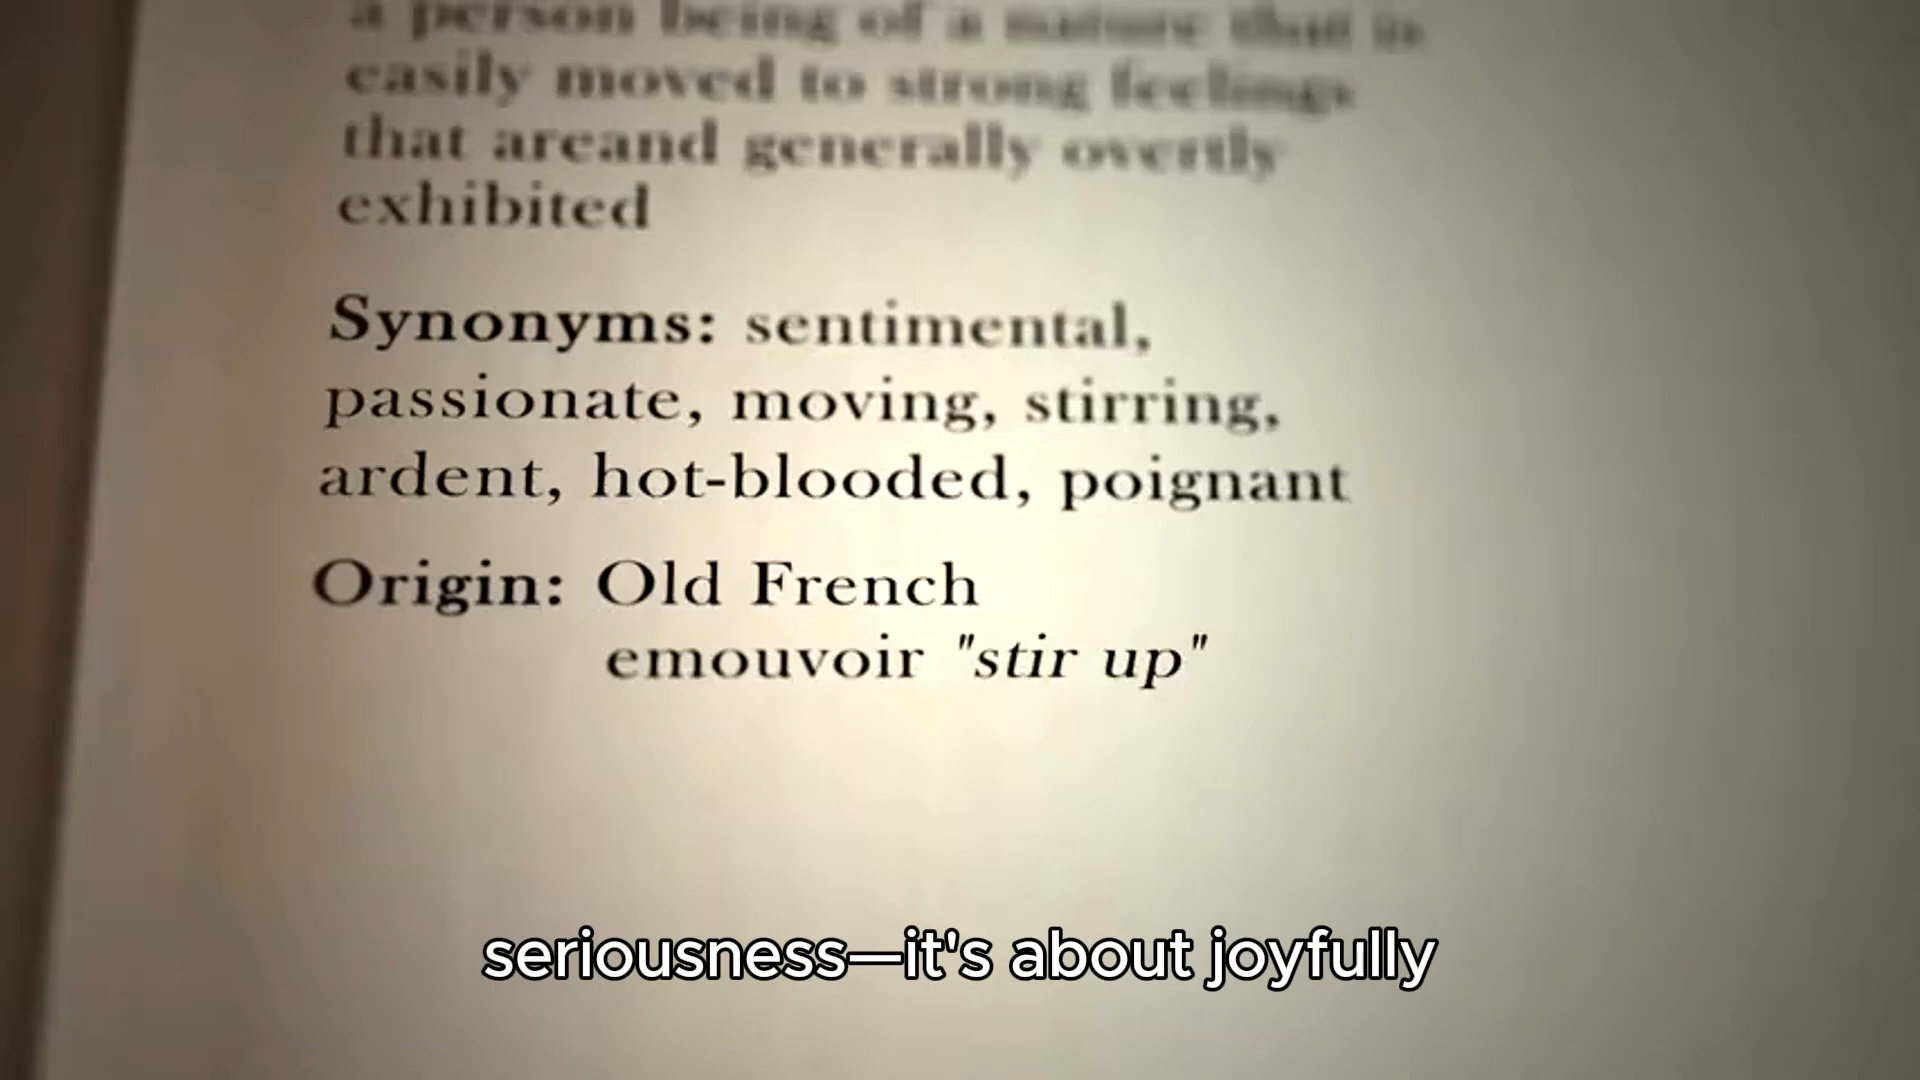 a person being of a nature that is
easily moved to strong feelings
that areand generally overtly
exhibited
Synonyms: sentimental,
passionate, moving, stirring,
ardent, hot-blooded, poignant
Origin: Old French
emouvoir "stir up"
seriousness—it's about joyfully